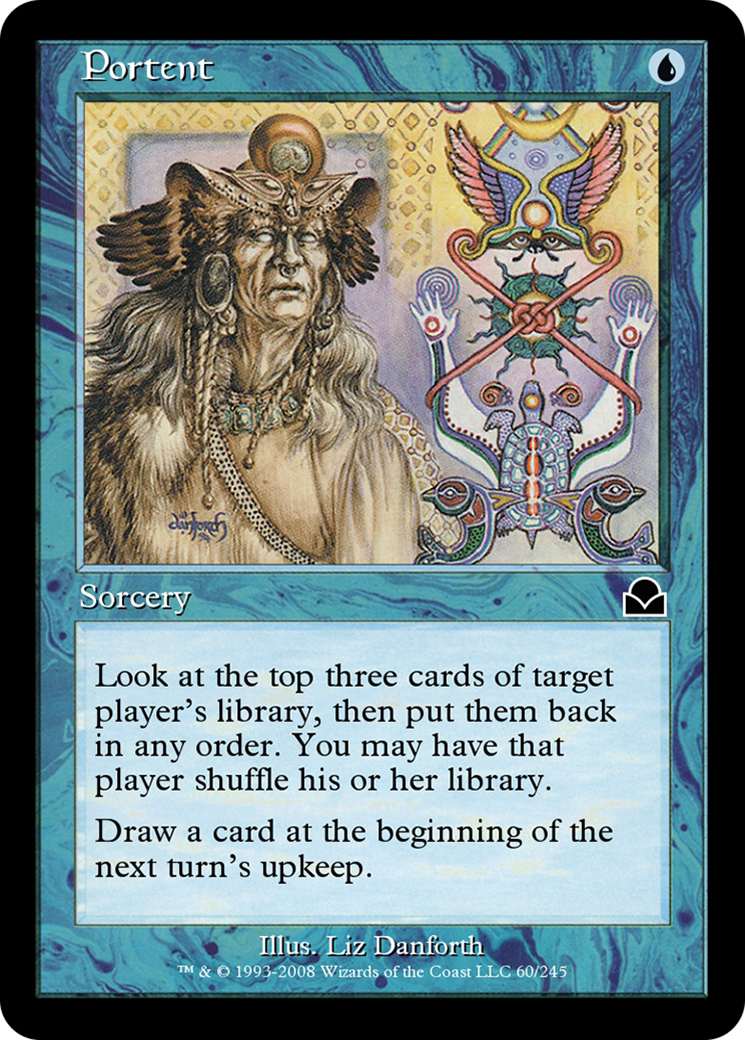 Portent
danforth
Sorcery
Look at the top three cards of target
player's library, then put them back
in any order. You may have that
player shuffle his or her library.
Draw a card at the beginning of the
next turn's upkeep.
Illus. Liz Danforth
™ & © 1993-2008 Wizards of the Coast LLC 60/245